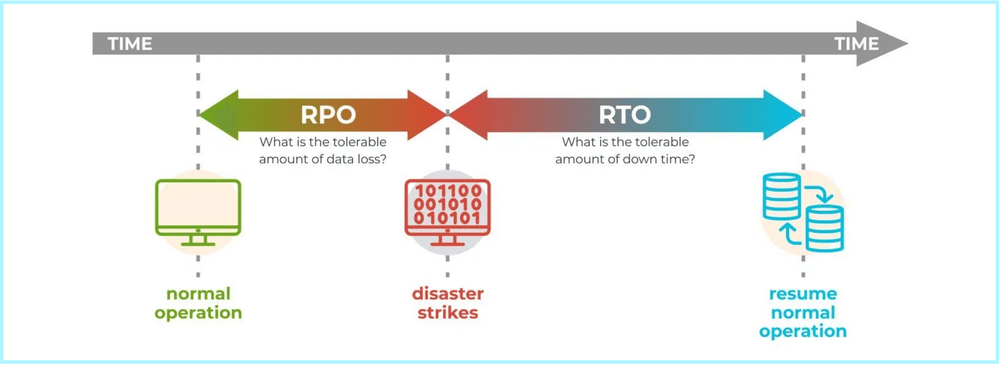 TIME
TIME
RPO
What is the tolerable
amount of data loss?
RTO
What is the tolerable
amount of down time?
101100
001010
010101
normal
operation
disaster
strikes
resume
normal
operation